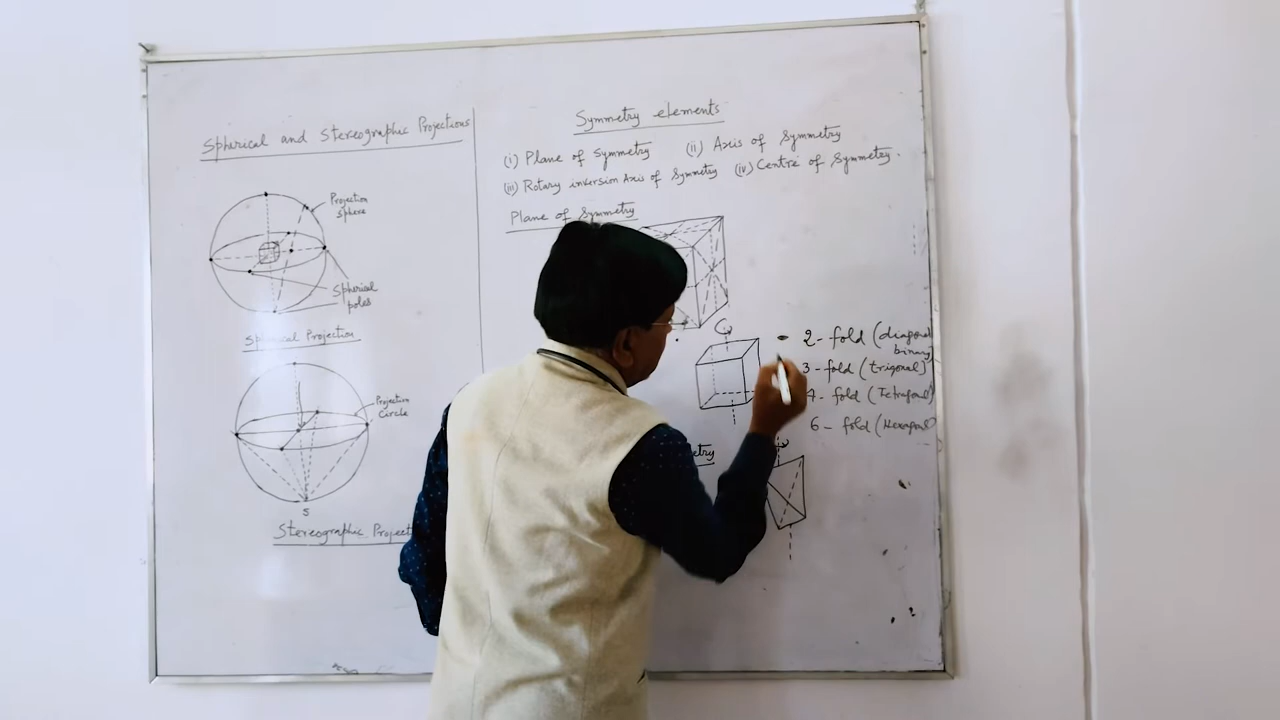 Spherical and Stereographic Projections
Projection
Sphere
Spherical
poles
Spherical Projection
Projection
Circle
S
Stereographic Project
Symmetry elements
(i) Plane of Symmetry (ii) Axis of Symmetry
(iii) Rotary inversion Axis of Symmetry (iv) Centre of Symmetry.
Plane of Symmetry
2-fold (diagonal
binary)
3-fold (trigonal)
4-fold (Tetragonal)
6-fold (Hexagonal)
etry